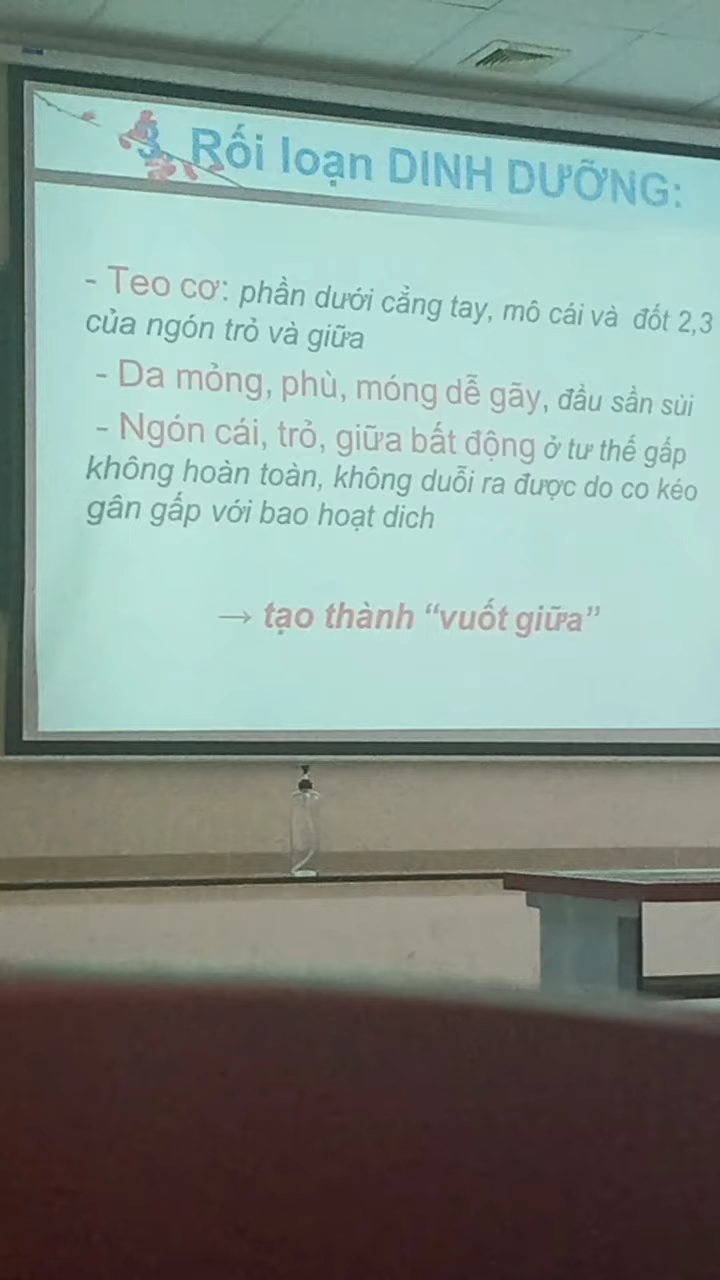 3. Rối loạn DINH DƯỠNG:
- Teo cơ: phần dưới cẳng tay, mô cái và đốt 2,3
của ngón trỏ và giữa
- Da mỏng, phù, móng dễ gãy, đầu sần sùi
- Ngón cái, trỏ, giữa bất động ở tư thế gấp
không hoàn toàn, không duỗi ra được do co kéo
gân gấp với bao hoạt dich
→ tạo thành “vuốt giữa”